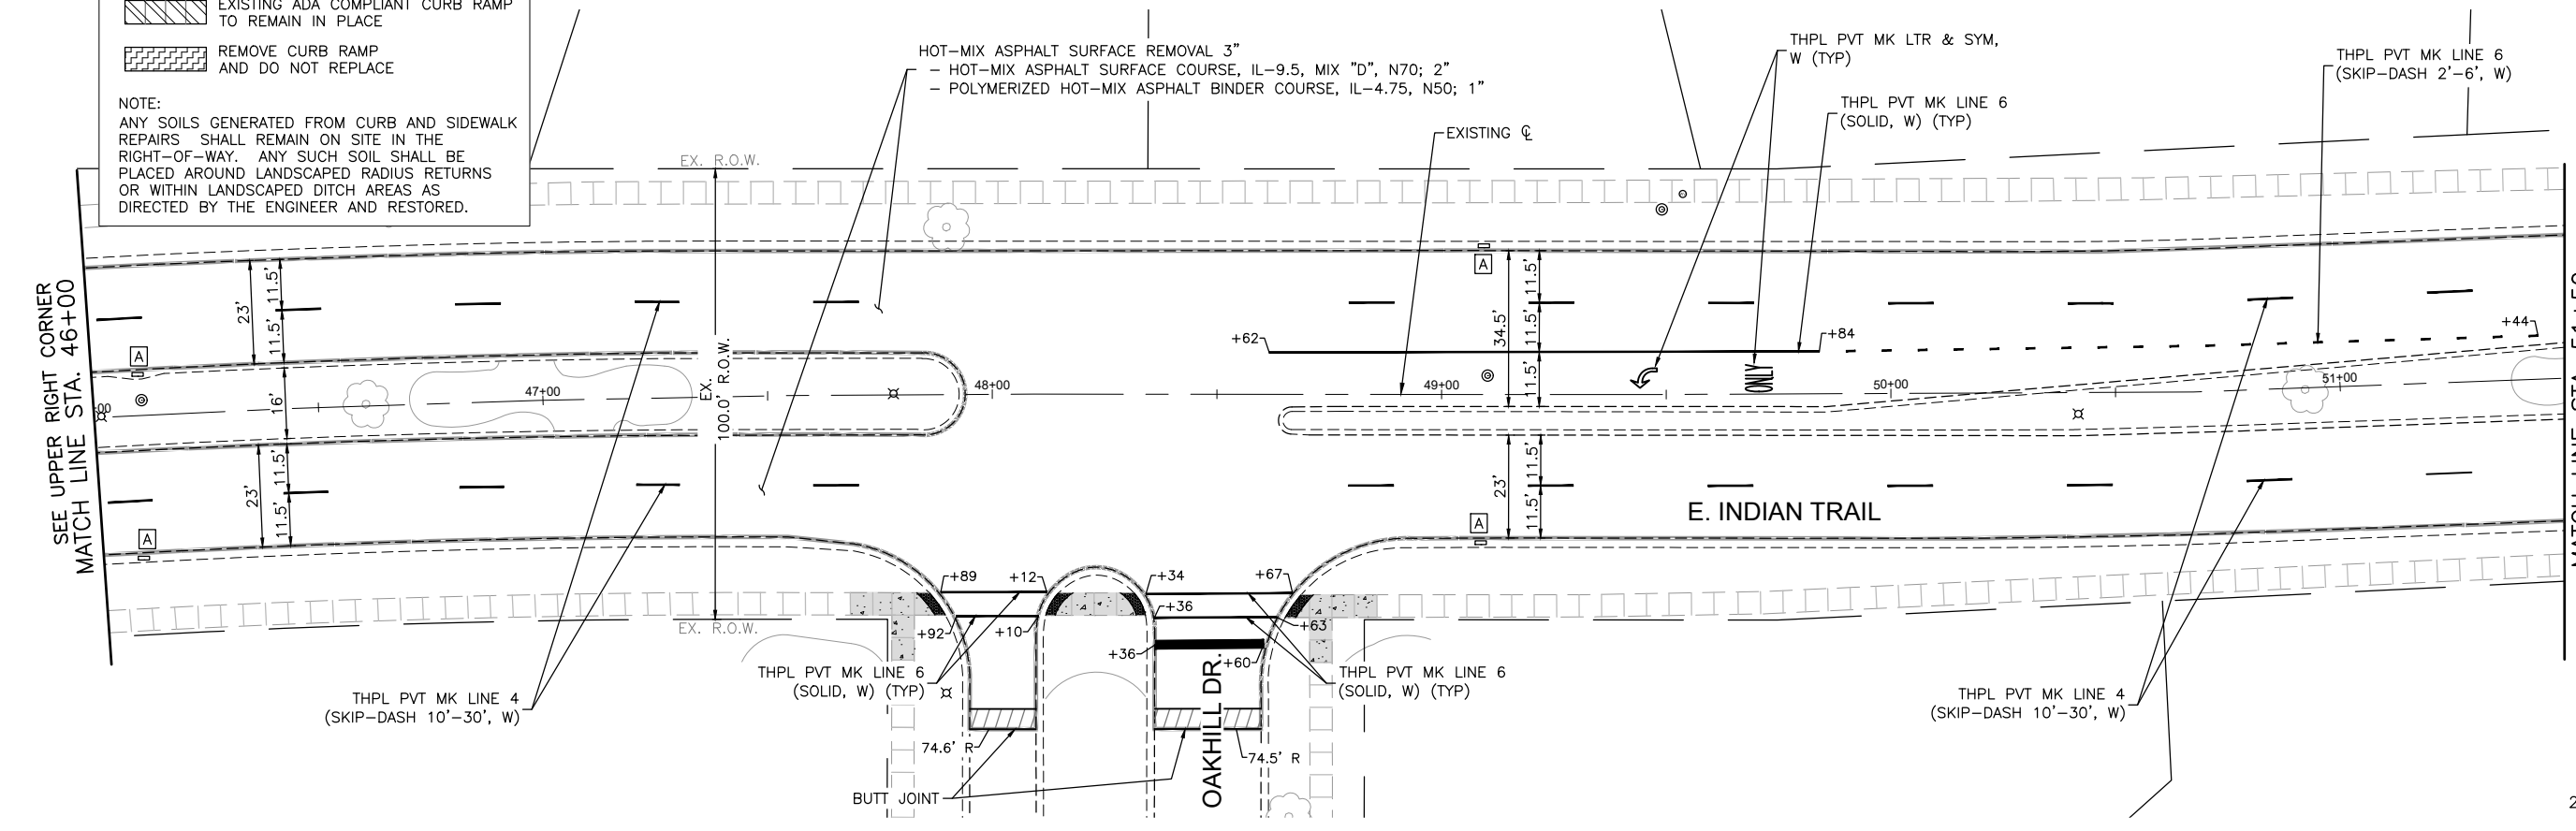 EXISTING ADA COMPLIANT CURB RAMP
TO REMAIN IN PLACE
REMOVE CURB RAMP
AND DO NOT REPLACE
NOTE:
ANY SOILS GENERATED FROM CURB AND SIDEWALK
REPAIRS SHALL REMAIN ON SITE IN THE
RIGHT-OF-WAY. ANY SUCH SOIL SHALL BE
PLACED AROUND LANDSCAPED RADIUS RETURNS
OR WITHIN LANDSCAPED DITCH AREAS AS
DIRECTED BY THE ENGINEER AND RESTORED.
HOT-MIX ASPHALT SURFACE REMOVAL 3"
- HOT-MIX ASPHALT SURFACE COURSE, IL-9.5, MIX "D", N70; 2"
- POLYMERIZED HOT-MIX ASPHALT BINDER COURSE, IL-4.75, N50; 1"
THPL PVT MK LTR & SYM,
W (TYP)
THPL PVT MK LINE 6
(SOLID, W) (TYP)
THPL PVT MK LINE 6
(SKIP-DASH 2'-6', W)
EXISTING ℄
EX. R.O.W.
SEE UPPER RIGHT CORNER
MATCH LINE STA. 46+00
23'
11.5'
11.5'
A
16'
23'
11.5'
11.5'
A
00
47+00
EX.
100.0' R.O.W.
48+00
+62
A
34.5'
11.5'
11.5'
11.5'
49+00
ONLY
+84
50+00
+44
51+00
23'
11.5'
11.5'
A
E. INDIAN TRAIL
+89
+12
+34
+67
+36
+92
+10
+63
+36
+60
EX. R.O.W.
THPL PVT MK LINE 6
(SOLID, W) (TYP)
THPL PVT MK LINE 6
(SOLID, W) (TYP)
THPL PVT MK LINE 4
(SKIP-DASH 10'-30', W)
THPL PVT MK LINE 4
(SKIP-DASH 10'-30', W)
74.6' R
74.5' R
OAKHILL DR.
BUTT JOINT
2